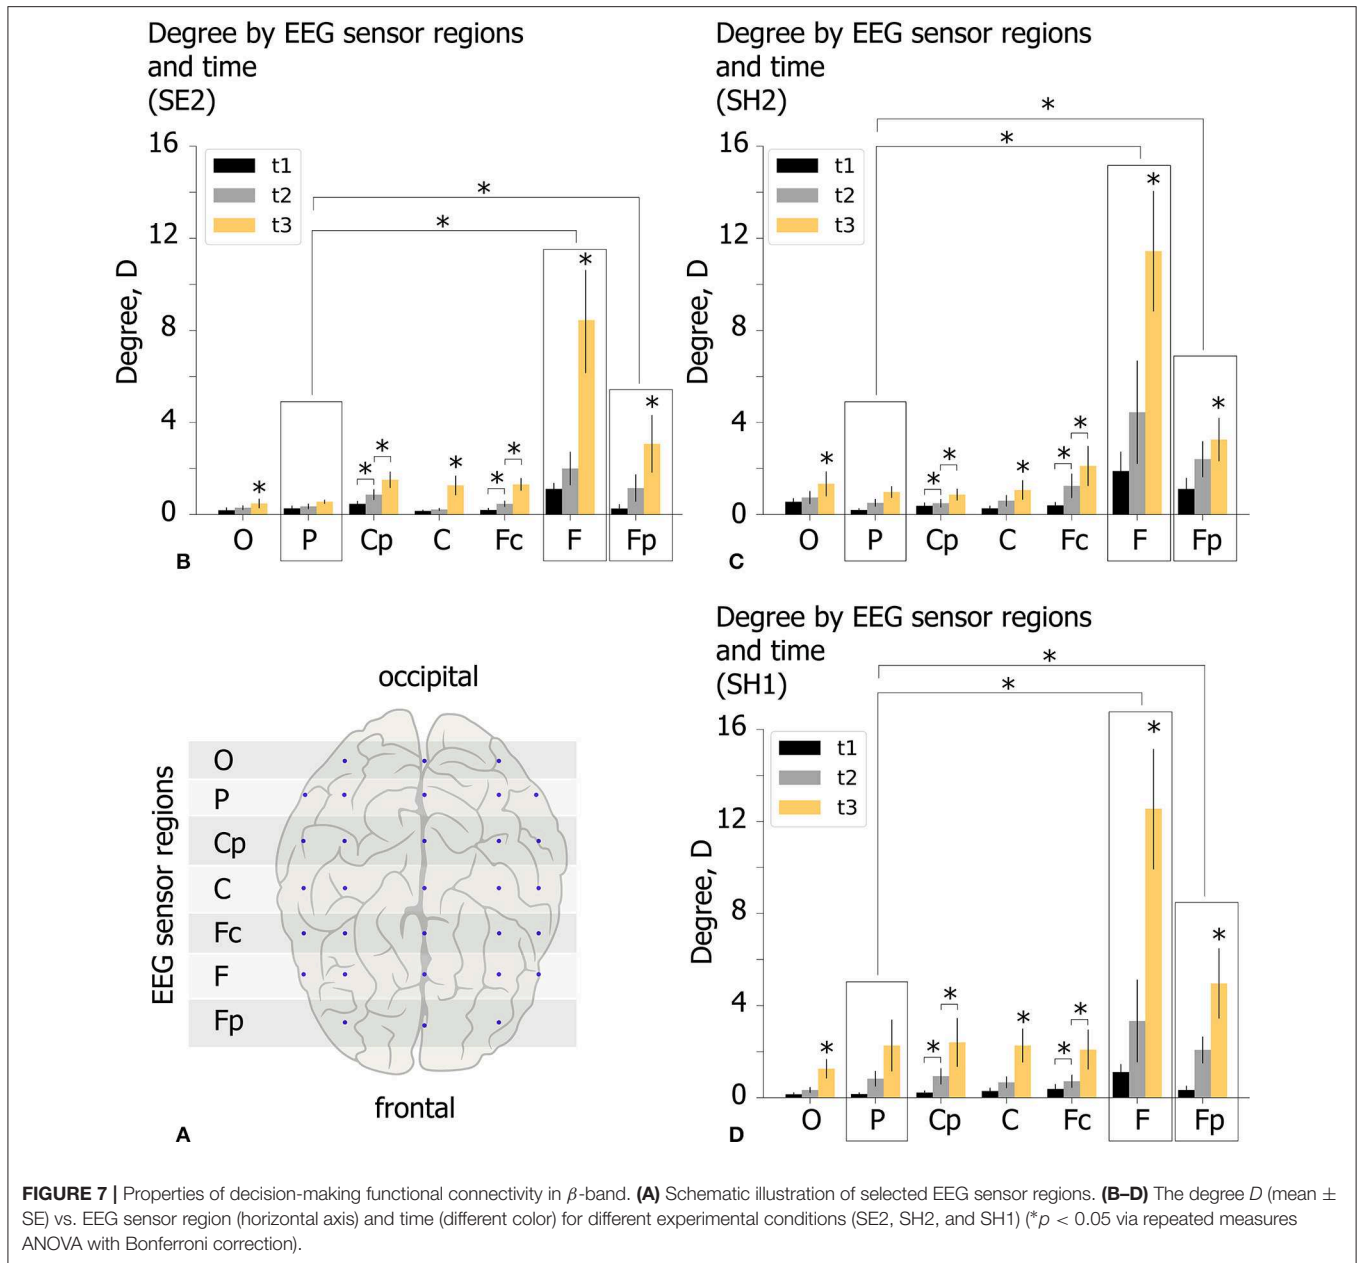 Degree by EEG sensor regions
and time
(SE2)
*
*
16
12
8
4
0
Degree, D
t1
t2
t3
*
*
*
*
*
*
*
*
O
P
Cp
C
Fc
F
Fp
B
Degree by EEG sensor regions
and time
(SH2)
*
*
16
12
8
4
0
Degree, D
t1
t2
t3
*
*
*
*
*
*
*
*
O
P
Cp
C
Fc
F
Fp
C
occipital
EEG sensor regions
O
P
Cp
C
Fc
F
Fp
frontal
A
Degree by EEG sensor regions
and time
(SH1)
*
*
16
12
8
4
0
Degree, D
t1
t2
t3
*
*
*
*
*
*
*
*
O
P
Cp
C
Fc
F
Fp
D
FIGURE 7 | Properties of decision-making functional connectivity in β-band. (A) Schematic illustration of selected EEG sensor regions. (B–D) The degree D (mean ±
SE) vs. EEG sensor region (horizontal axis) and time (different color) for different experimental conditions (SE2, SH2, and SH1) (*p < 0.05 via repeated measures
ANOVA with Bonferroni correction).